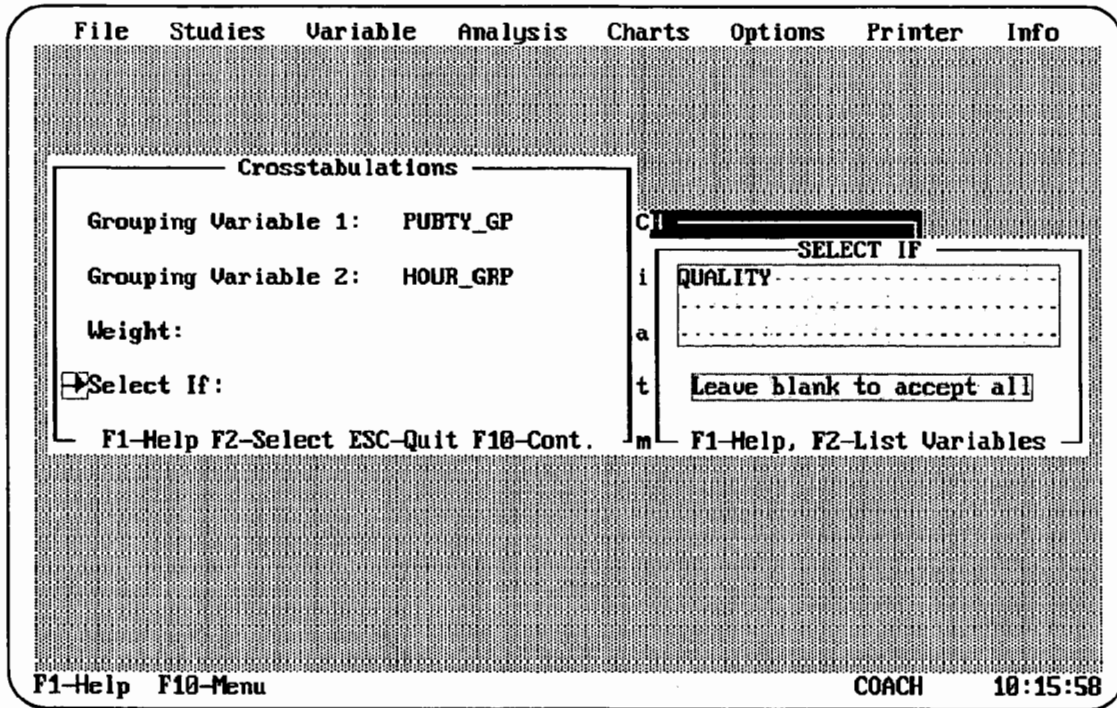 File Studies Variable Analysis Charts Options Printer Info
Crosstabulations
Grouping Variable 1: PUBTY_GP
Grouping Variable 2: HOUR_GRP
Weight:
Select If:
F1-Help F2-Select ESC-Quit F10-Cont.
C
i
a
t
m
SELECT IF
QUALITY
Leave blank to accept all
F1-Help, F2-List Variables
F1-Help F10-Menu COACH 10:15:58